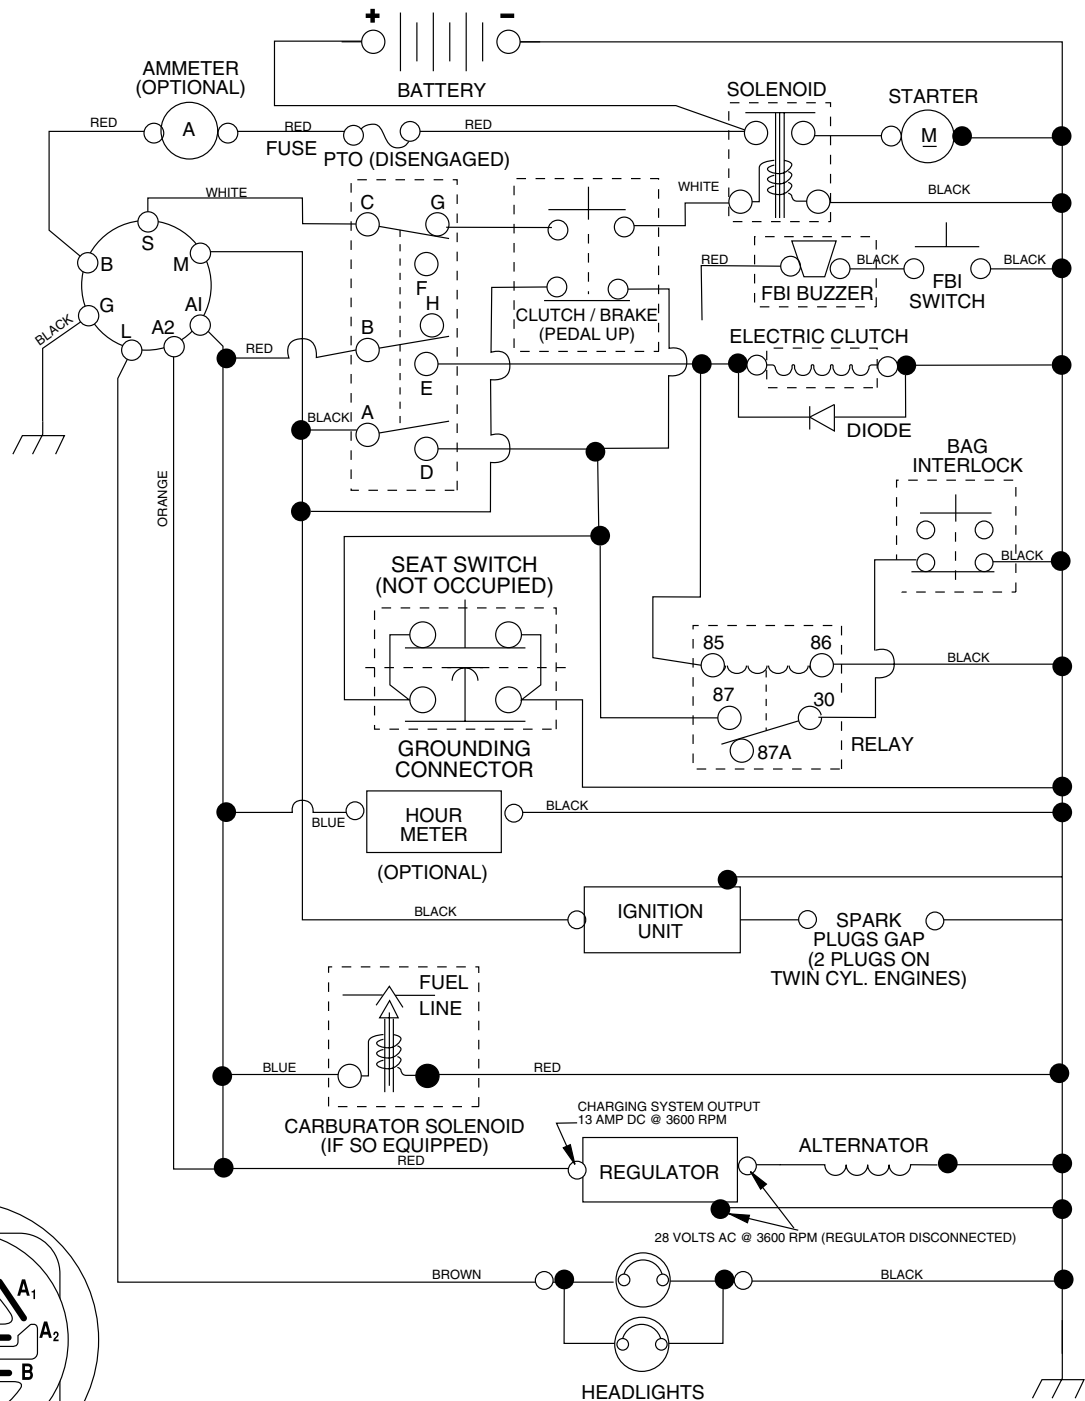 + −
BATTERY
AMMETER
(OPTIONAL)
SOLENOID
STARTER
RED
A
RED
FUSE
RED
PTO (DISENGAGED)
M
WHITE
C
G
WHITE
BLACK
S
M
B
F
RED
BLACK
BLACK
FBI BUZZER
FBI
SWITCH
G
A1
L
A2
BLACK
H
CLUTCH / BRAKE
(PEDAL UP)
B
RED
ELECTRIC CLUTCH
E
A
BLACK
DIODE
D
BAG
INTERLOCK
ORANGE
BLACK
SEAT SWITCH
(NOT OCCUPIED)
85
86
BLACK
87
30
87A
RELAY
GROUNDING
CONNECTOR
BLUE
HOUR
METER
BLACK
(OPTIONAL)
BLACK
IGNITION
UNIT
SPARK
PLUGS GAP
(2 PLUGS ON
TWIN CYL. ENGINES)
FUEL
LINE
BLUE
RED
CARBURATOR SOLENOID
(IF SO EQUIPPED)
CHARGING SYSTEM OUTPUT
13 AMP DC @ 3600 RPM
RED
REGULATOR
ALTERNATOR
28 VOLTS AC @ 3600 RPM (REGULATOR DISCONNECTED)
BROWN
BLACK
HEADLIGHTS
A1
A2
B